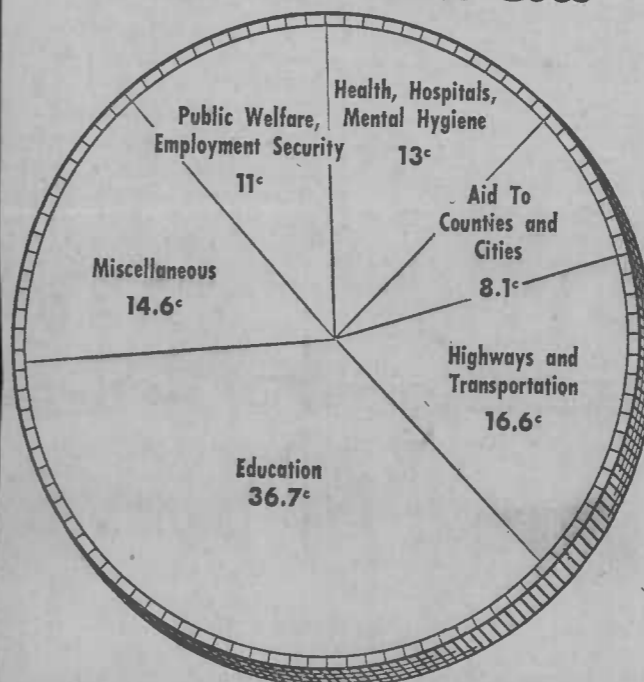 Health, Hospitals,
Mental Hygiene
13¢
Aid To
Counties and
Cities
8.1¢
Highways and
Transportation
16.6¢
Education
36.7¢
Miscellaneous
14.6¢
Public Welfare,
Employment Security
11¢